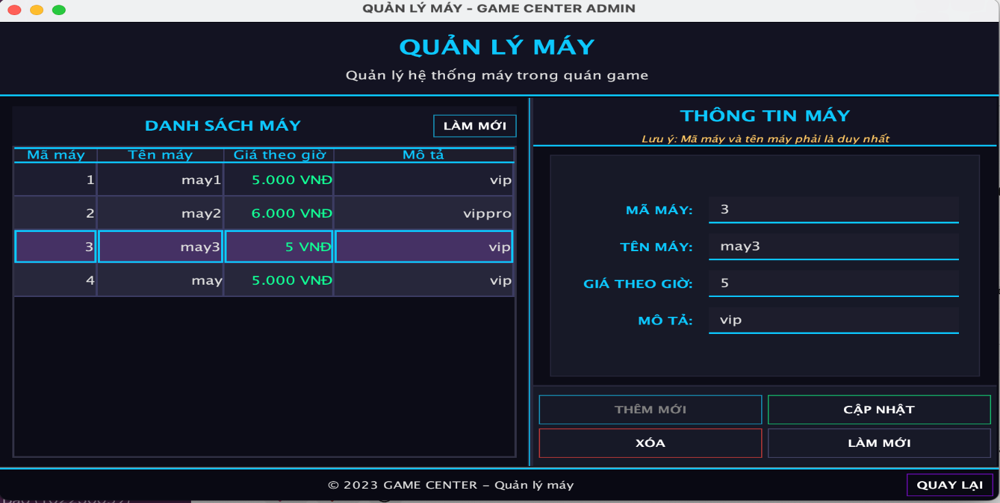 QUẢN LÝ MÁY - GAME CENTER ADMIN
QUẢN LÝ MÁY
Quản lý hệ thống máy trong quán game
DANH SÁCH MÁY
LÀM MỚI
Mã máy Tên máy Giá theo giờ Mô tả
1 may1 5.000 VNĐ vip
2 may2 6.000 VNĐ vippro
3 may3 5 VNĐ vip
4 may 5.000 VNĐ vip
THÔNG TIN MÁY
Lưu ý: Mã máy và tên máy phải là duy nhất
MÃ MÁY: 3
TÊN MÁY: may3
GIÁ THEO GIỜ: 5
MÔ TẢ: vip
THÊM MỚI CẬP NHẬT
XÓA LÀM MỚI
© 2023 GAME CENTER – Quản lý máy
QUAY LẠI